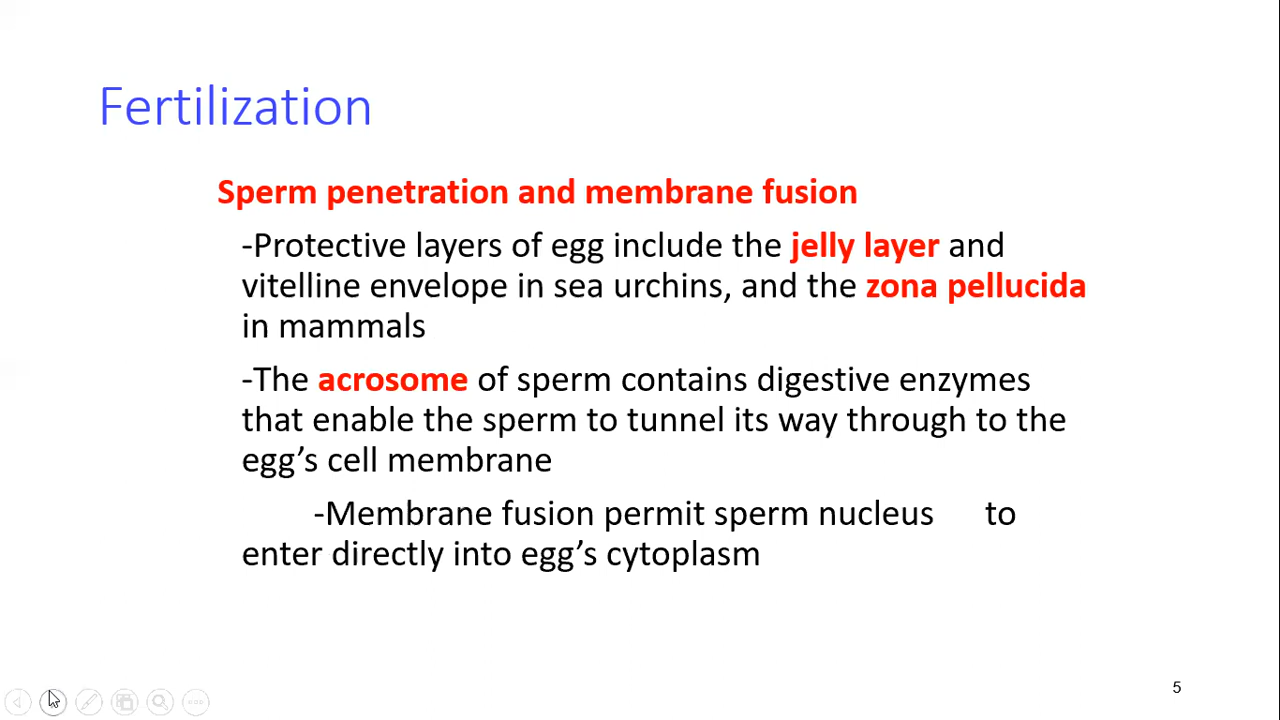 Fertilization
Sperm penetration and membrane fusion
-Protective layers of egg include the jelly layer and
vitelline envelope in sea urchins, and the zona pellucida
in mammals
-The acrosome of sperm contains digestive enzymes
that enable the sperm to tunnel its way through to the
egg’s cell membrane
-Membrane fusion permit sperm nucleus to
enter directly into egg’s cytoplasm
5